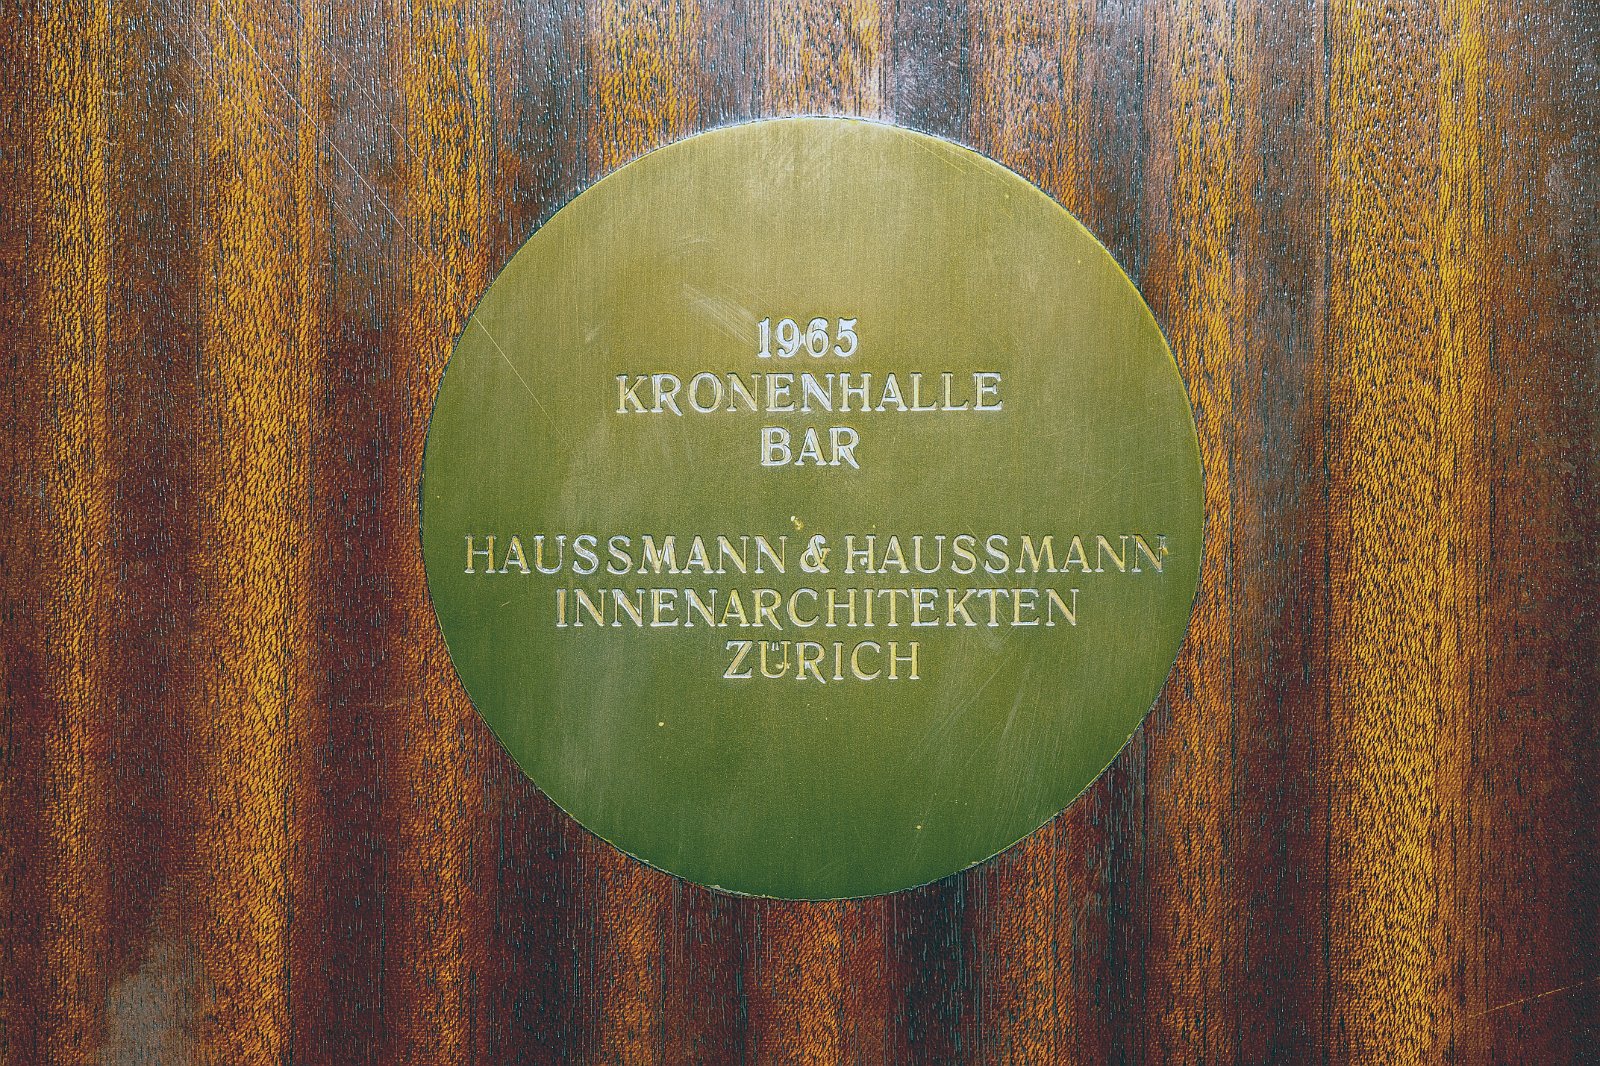 1965
KRONENHALLE
BAR
HAUSSMANN & HAUSSMANN
INNENARCHITEKTEN
ZÜRICH